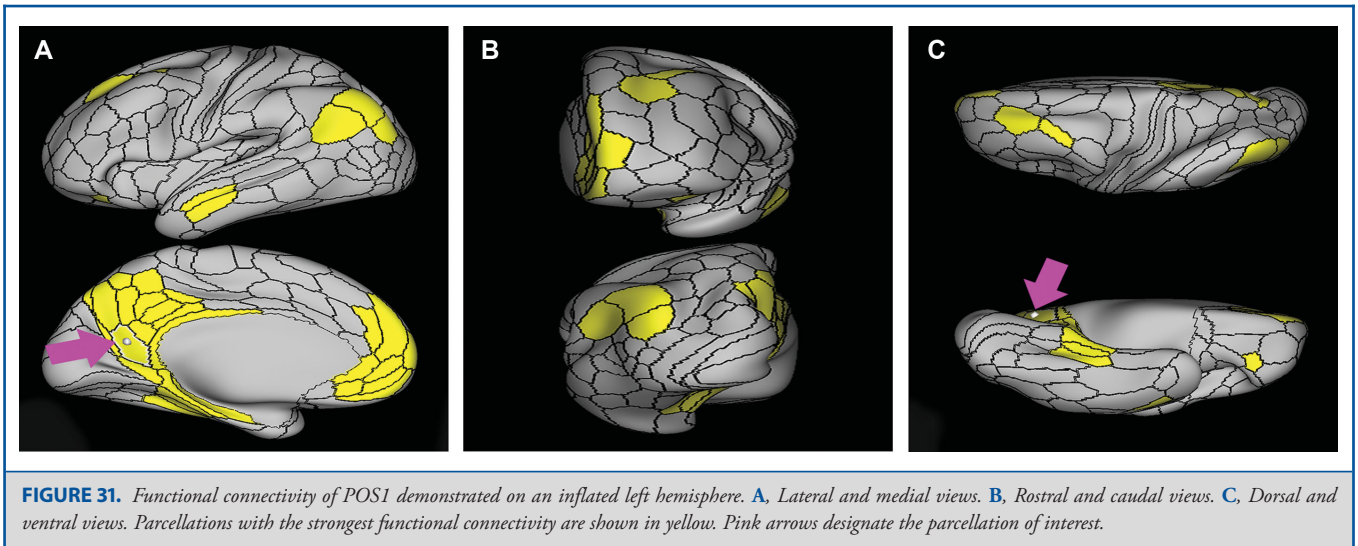 A
B
C
FIGURE 31. Functional connectivity of POS1 demonstrated on an inflated left hemisphere. A, Lateral and medial views. B, Rostral and caudal views. C, Dorsal and
ventral views. Parcellations with the strongest functional connectivity are shown in yellow. Pink arrows designate the parcellation of interest.